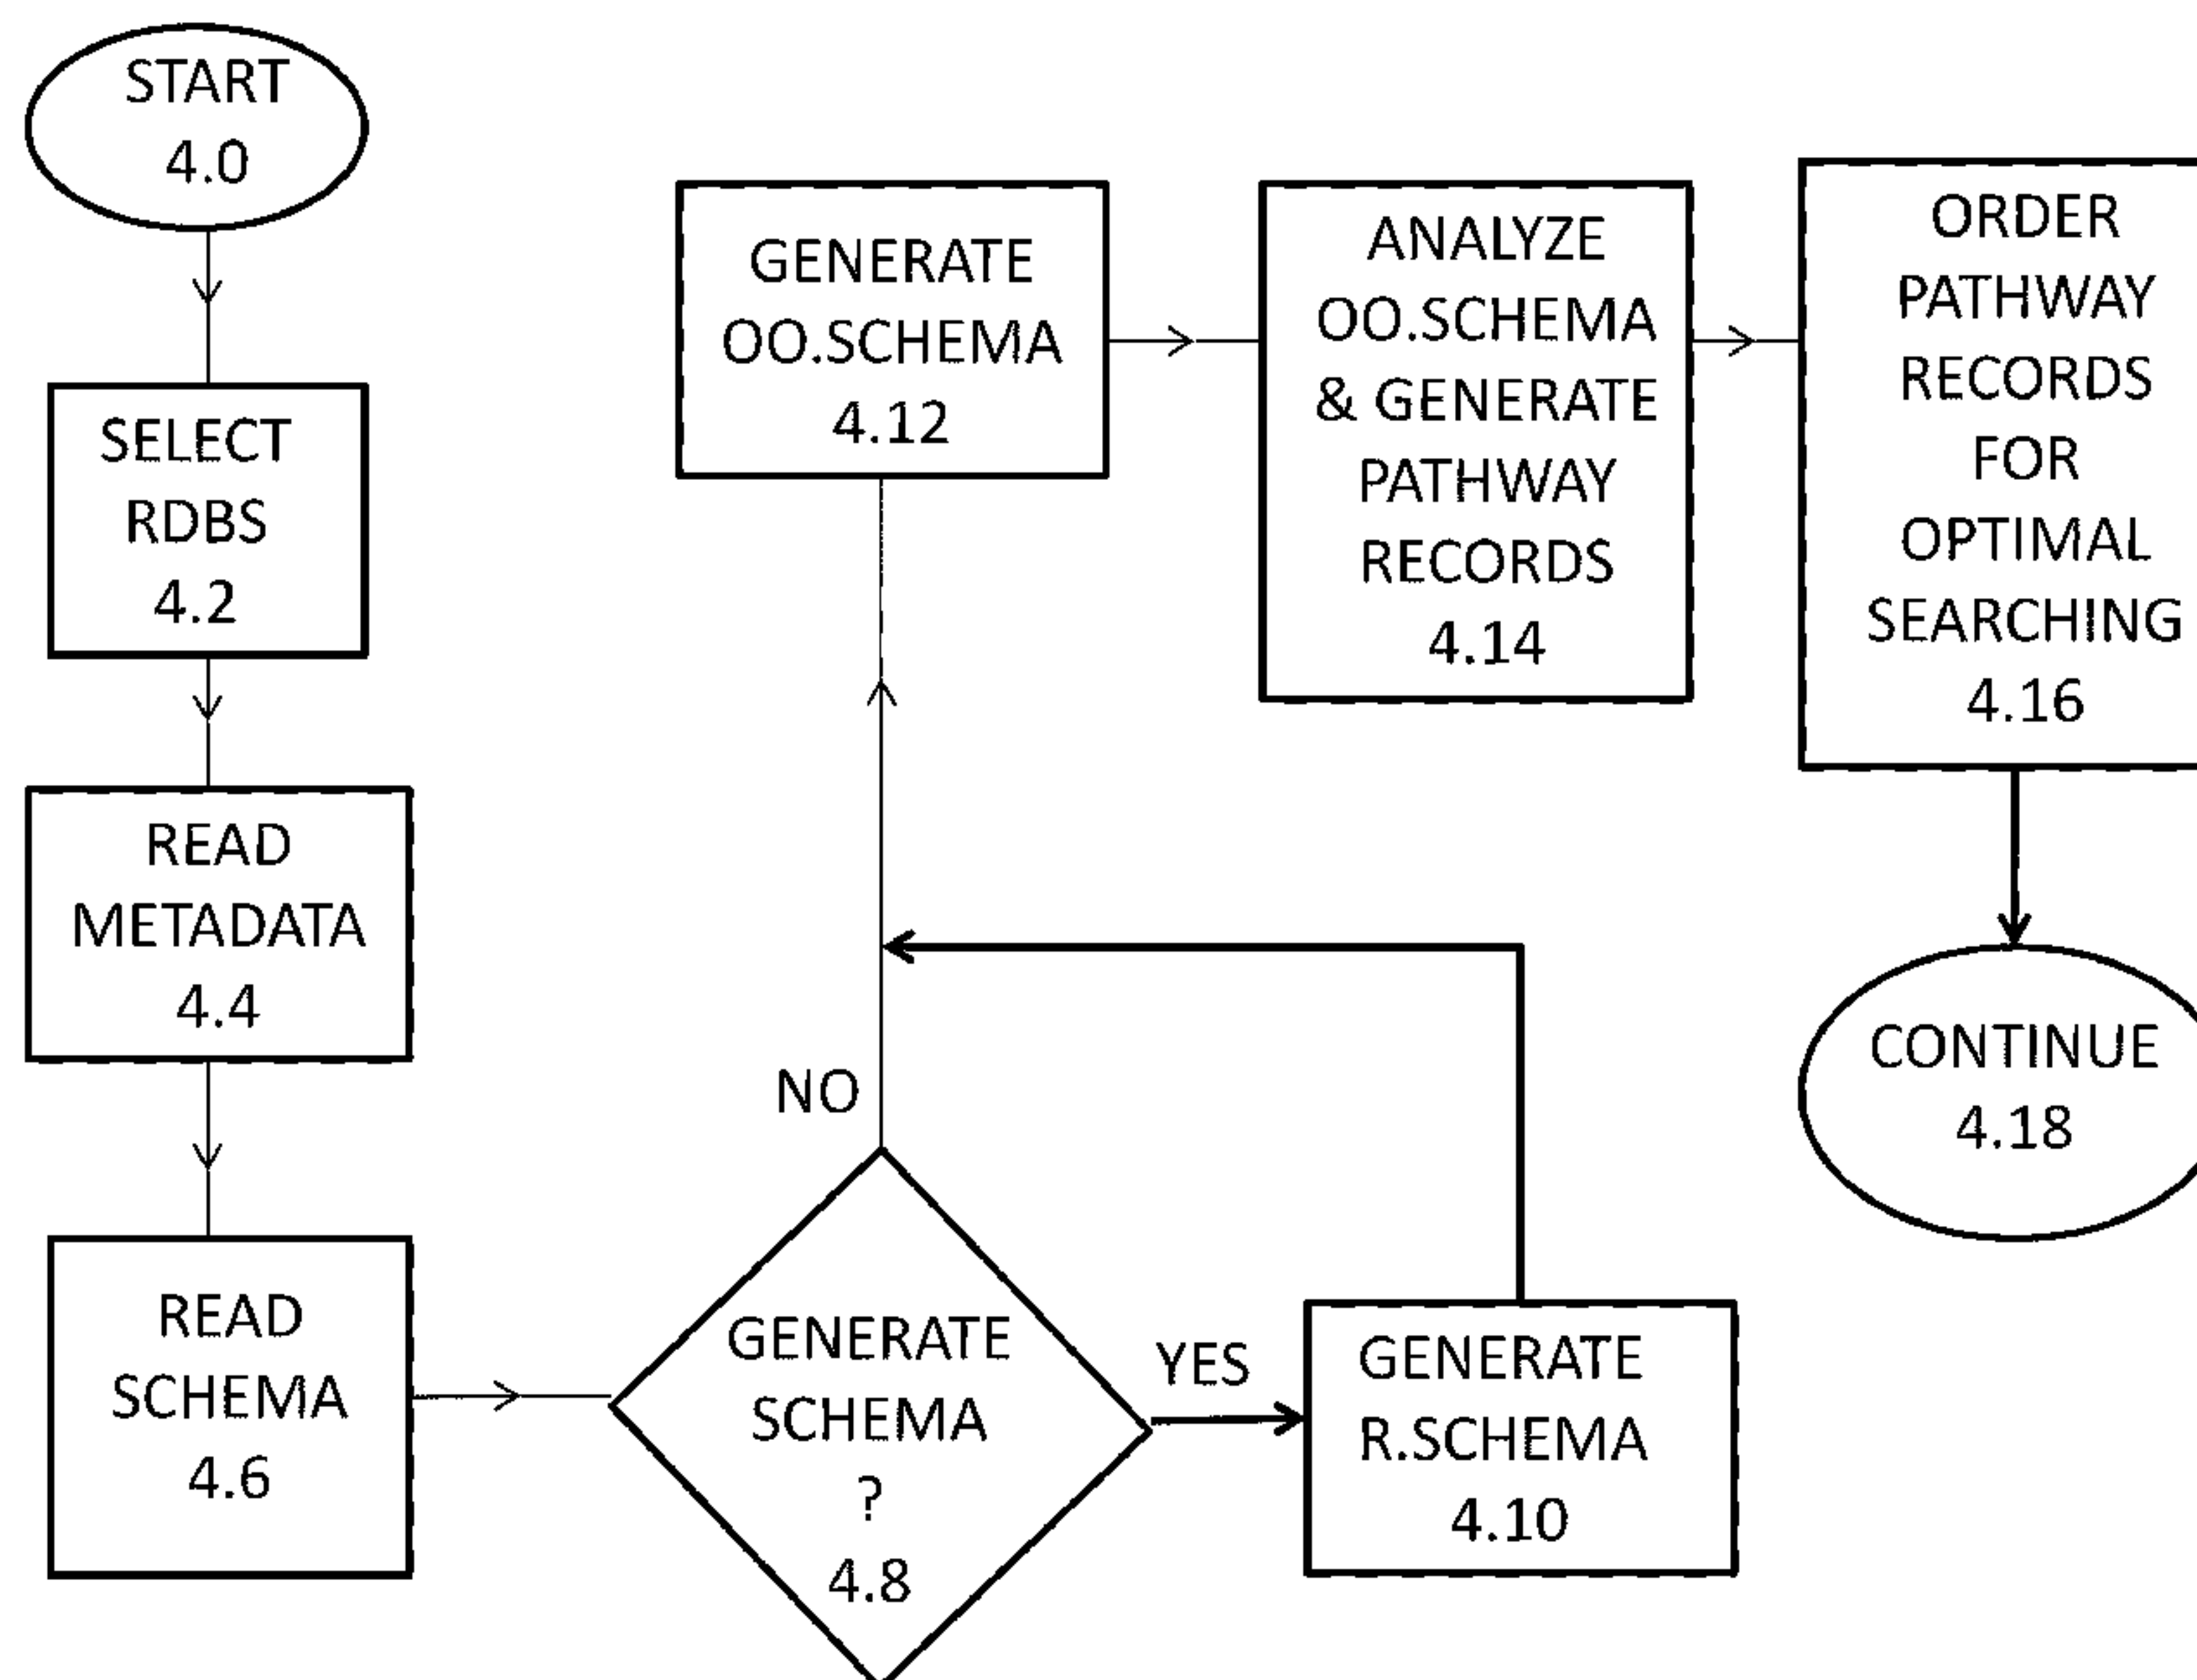 START
4.0
SELECT
RDBS
4.2
READ
METADATA
4.4
READ
SCHEMA
4.6
GENERATE
SCHEMA
?
4.8
NO
YES
GENERATE
R.SCHEMA
4.10
GENERATE
OO.SCHEMA
4.12
ANALYZE
OO.SCHEMA
& GENERATE
PATHWAY
RECORDS
4.14
ORDER
PATHWAY
RECORDS
FOR
OPTIMAL
SEARCHING
4.16
CONTINUE
4.18